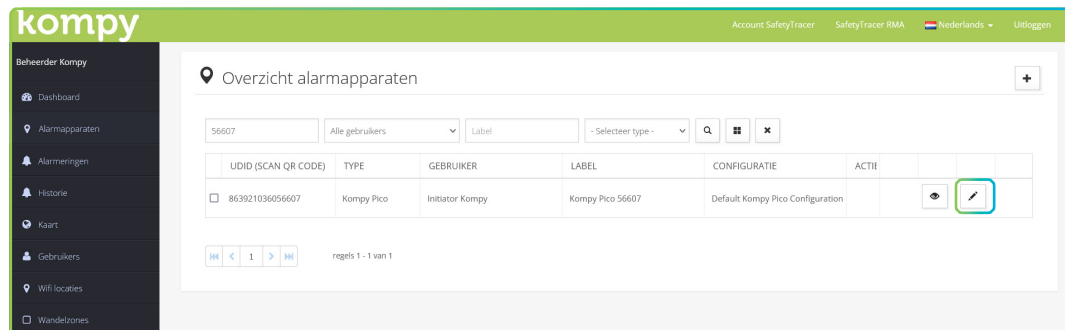 kompy
Account SafetyTracer SafetyTracer RMA Nederlands Uitloggen
Beheerder Kompy
Dashboard
Alarmapparaten
Alarmeringen
Historie
Kaart
Gebruikers
Wifi locaties
Wandelzones
Overzicht alarmapparaten
56607 Alle gebruikers Label - Selecteer type -
UDID (SCAN QR CODE) TYPE GEBRUIKER LABEL CONFIGURATIE ACTIE
863921036056607 Kompy Pico Initiator Kompy Kompy Pico 56607 Default Kompy Pico Configuration
1 regels 1 - 1 van 1